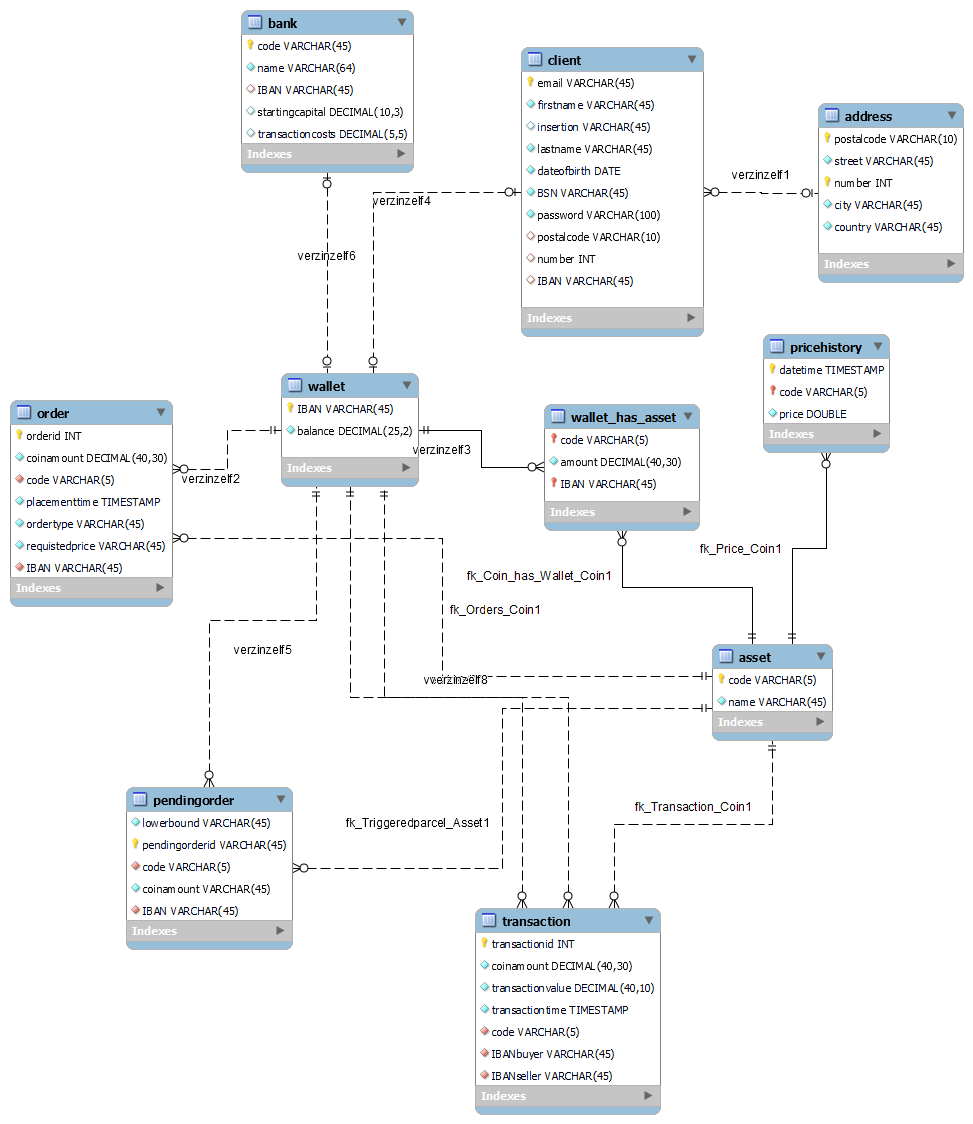 bank
code VARCHAR(45)
name VARCHAR(64)
IBAN VARCHAR(45)
startingcapital DECIMAL(10,3)
transactioncosts DECIMAL(5,5)
Indexes
client
email VARCHAR(45)
firstname VARCHAR(45)
insertion VARCHAR(45)
lastname VARCHAR(45)
dateofbirth DATE
BSN VARCHAR(45)
password VARCHAR(100)
postalcode VARCHAR(10)
number INT
IBAN VARCHAR(45)
Indexes
address
postalcode VARCHAR(10)
street VARCHAR(45)
number INT
city VARCHAR(45)
country VARCHAR(45)
Indexes
verzinzelf1
verzinzelf4
verzinzelf6
pricehistory
datetime TIMESTAMP
code VARCHAR(5)
price DOUBLE
Indexes
wallet
IBAN VARCHAR(45)
balance DECIMAL(25,2)
Indexes
order
orderid INT
coinamount DECIMAL(40,30)
code VARCHAR(5)
placementtime TIMESTAMP
ordertype VARCHAR(45)
requistedprice VARCHAR(45)
IBAN VARCHAR(45)
Indexes
wallet_has_asset
code VARCHAR(5)
amount DECIMAL(40,30)
IBAN VARCHAR(45)
Indexes
verzinzelf3
verzinzelf2
fk_Price_Coin1
fk_Coin_has_Wallet_Coin1
fk_Orders_Coin1
verzinzelf5
verzinzelf8
asset
code VARCHAR(5)
name VARCHAR(45)
Indexes
pendingorder
lowerbound VARCHAR(45)
pendingorderid VARCHAR(45)
code VARCHAR(5)
coinamount VARCHAR(45)
IBAN VARCHAR(45)
Indexes
fk_Triggeredparcel_Asset1
fk_Transaction_Coin1
transaction
transactionid INT
coinamount DECIMAL(40,30)
transactionvalue DECIMAL(40,10)
transactiontime TIMESTAMP
code VARCHAR(5)
IBANbuyer VARCHAR(45)
IBANseller VARCHAR(45)
Indexes